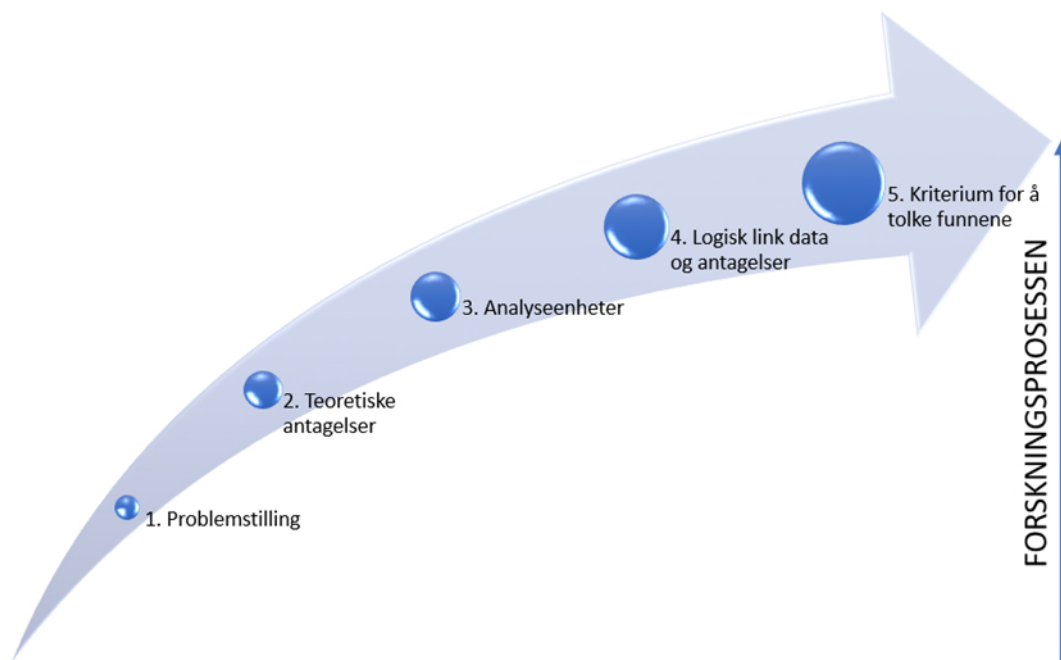 1. Problemstilling
2. Teoretiske
antagelser
3. Analyseenheter
4. Logisk link data
og antagelser
5. Kriterium for å
tolke funnene
FORSKNINGSPROSESSEN